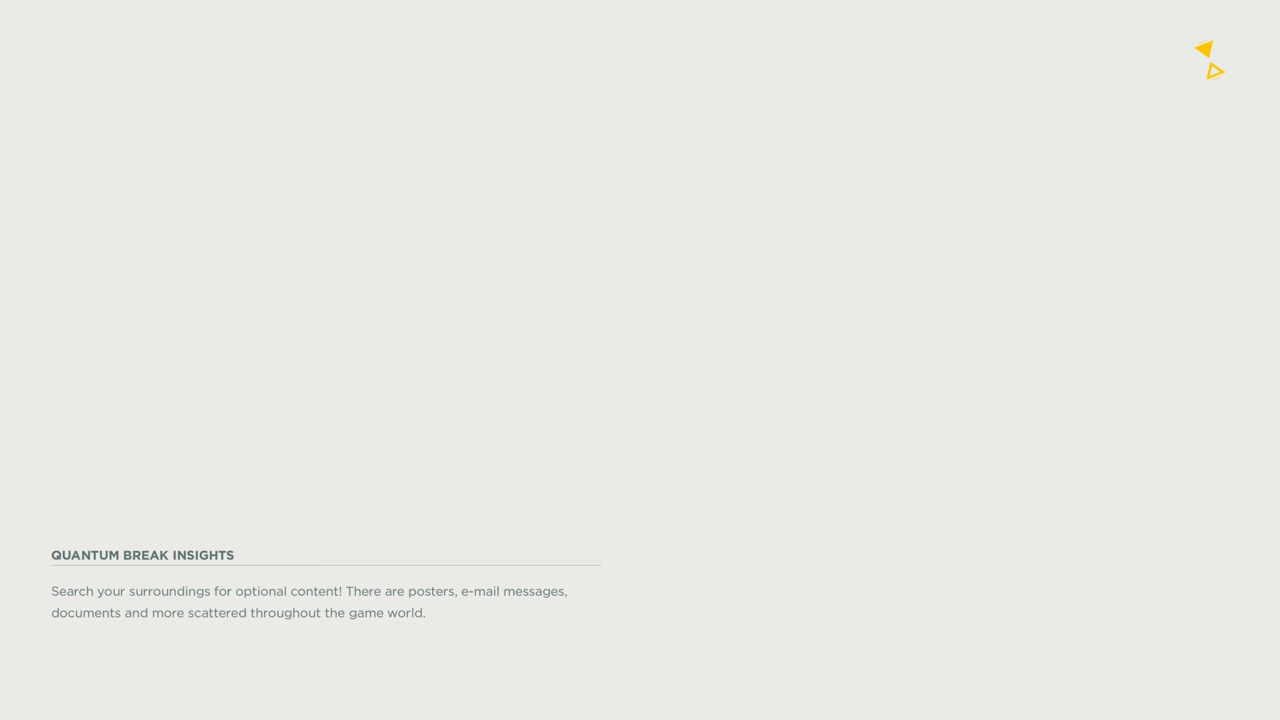 QUANTUM BREAK INSIGHTS
Search your surroundings for optional content! There are posters, e-mail messages,
documents and more scattered throughout the game world.